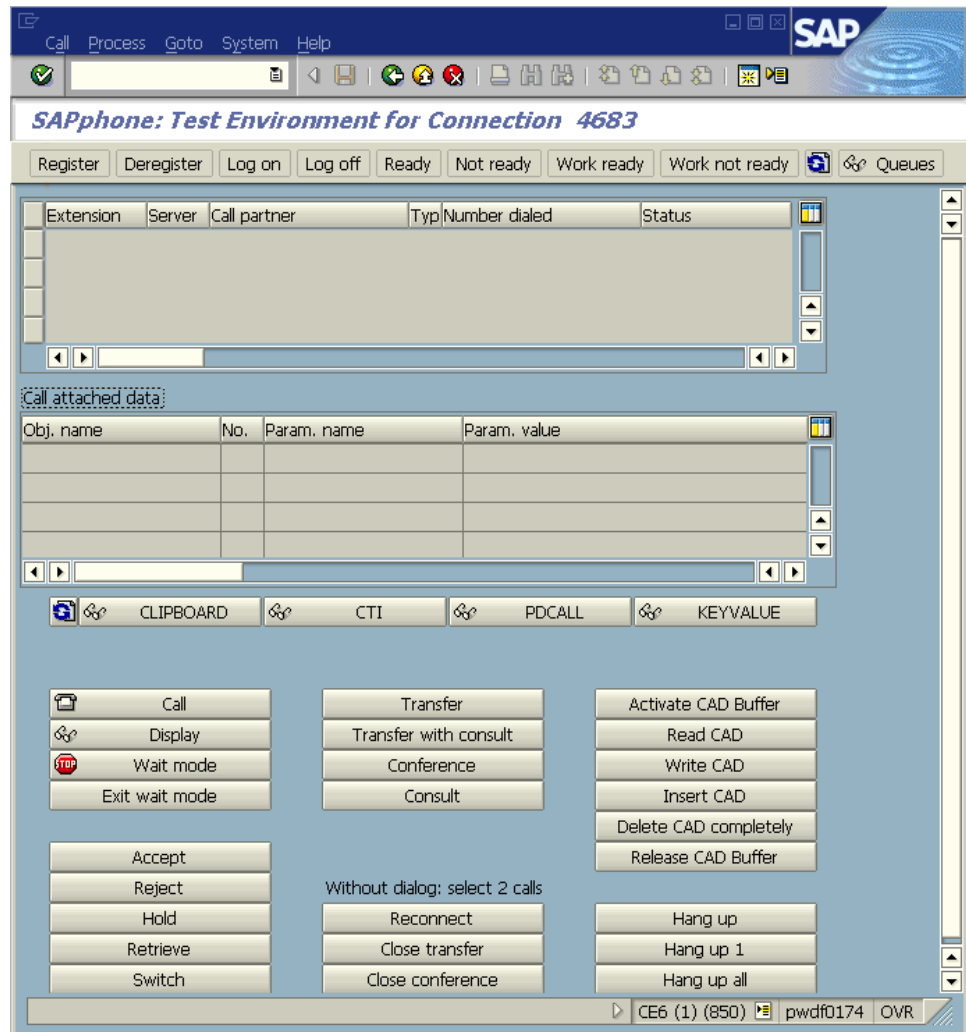 Call Process Goto System Help
SAP
SAPphone: Test Environment for Connection 4683
Register Deregister Log on Log off Ready Not ready Work ready Work not ready Queues
Extension Server Call partner Typ Number dialed Status
Call attached data
Obj. name No. Param. name Param. value
CLIPBOARD CTI PDCALL KEYVALUE
Call Transfer Activate CAD Buffer
Display Transfer with consult Read CAD
STOP Wait mode Conference Write CAD
Exit wait mode Consult Insert CAD
Delete CAD completely
Accept Release CAD Buffer
Reject Without dialog: select 2 calls
Hold Reconnect Hang up
Retrieve Close transfer Hang up 1
Switch Close conference Hang up all
CE6 (1) (850) pwdf0174 OVR